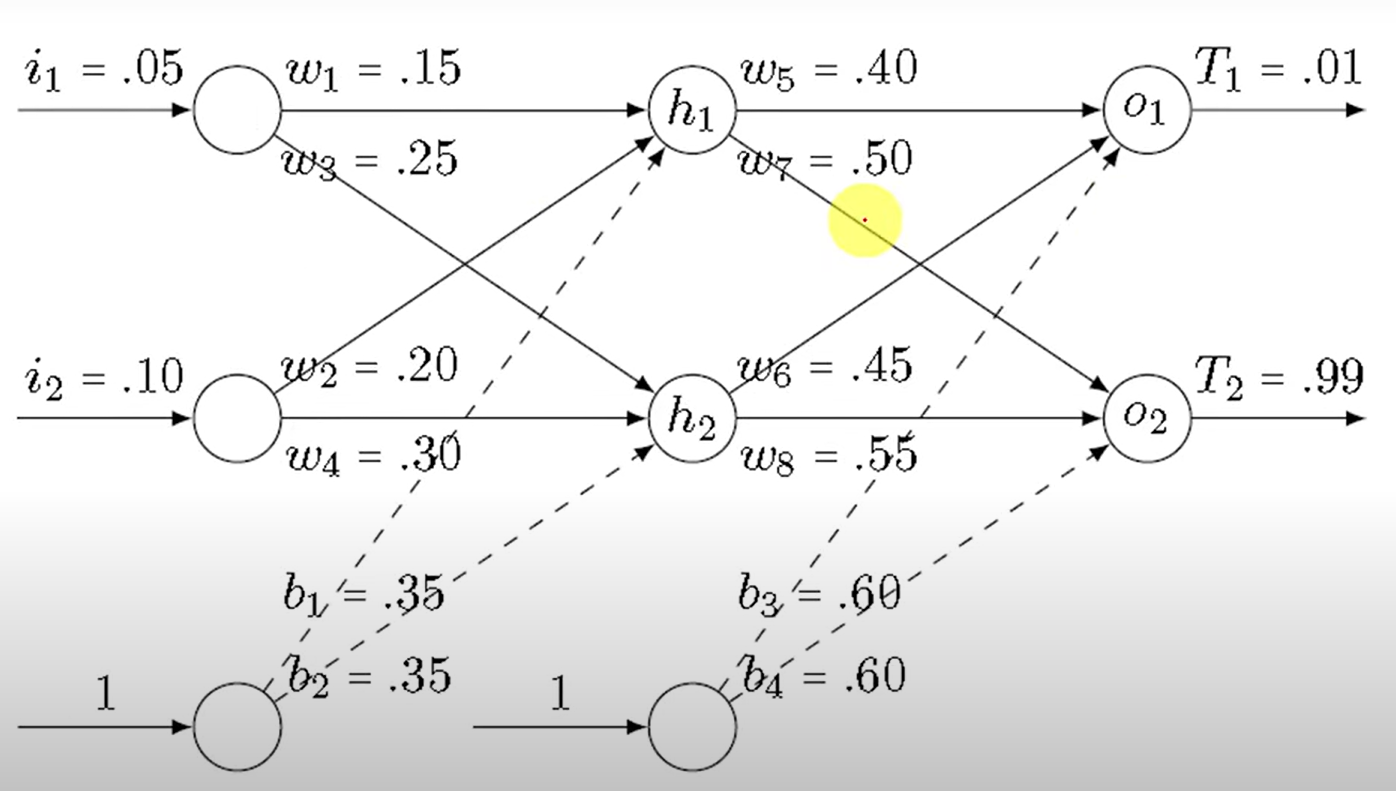 i₁ = .05 w₁ = .15 h₁ w₅ = .40 o₁ T₁ = .01
w₃ = .25 w₇ = .50
i₂ = .10 w₂ = .20 w₆ = .45 T₂ = .99
h₂ o₂
w₄ = .30 w₈ = .55
b₁ = .35 b₃ = .60
1 b₂ = .35 1 b₄ = .60